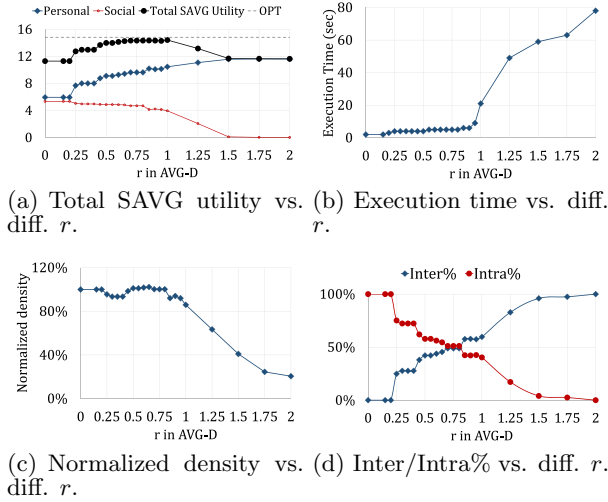 Personal Social Total SAVG Utility OPT
16
12
8
4
0
0 0.25 0.5 0.75 1 1.25 1.5 1.75 2
r in AVG-D
Execution Time (sec)
80
60
40
20
0
0 0.25 0.5 0.75 1 1.25 1.5 1.75 2
r in AVG-D
(a) Total SAVG utility vs. diff. r.
(b) Execution time vs. diff. r.
Normalized density
120%
80%
40%
0%
0 0.25 0.5 0.75 1 1.25 1.5 1.75 2
r in AVG-D
Inter% Intra%
100%
50%
0%
0 0.25 0.5 0.75 1 1.25 1.5 1.75 2
r in AVG-D
(c) Normalized density vs. diff. r.
(d) Inter/Intra% vs. diff. r.